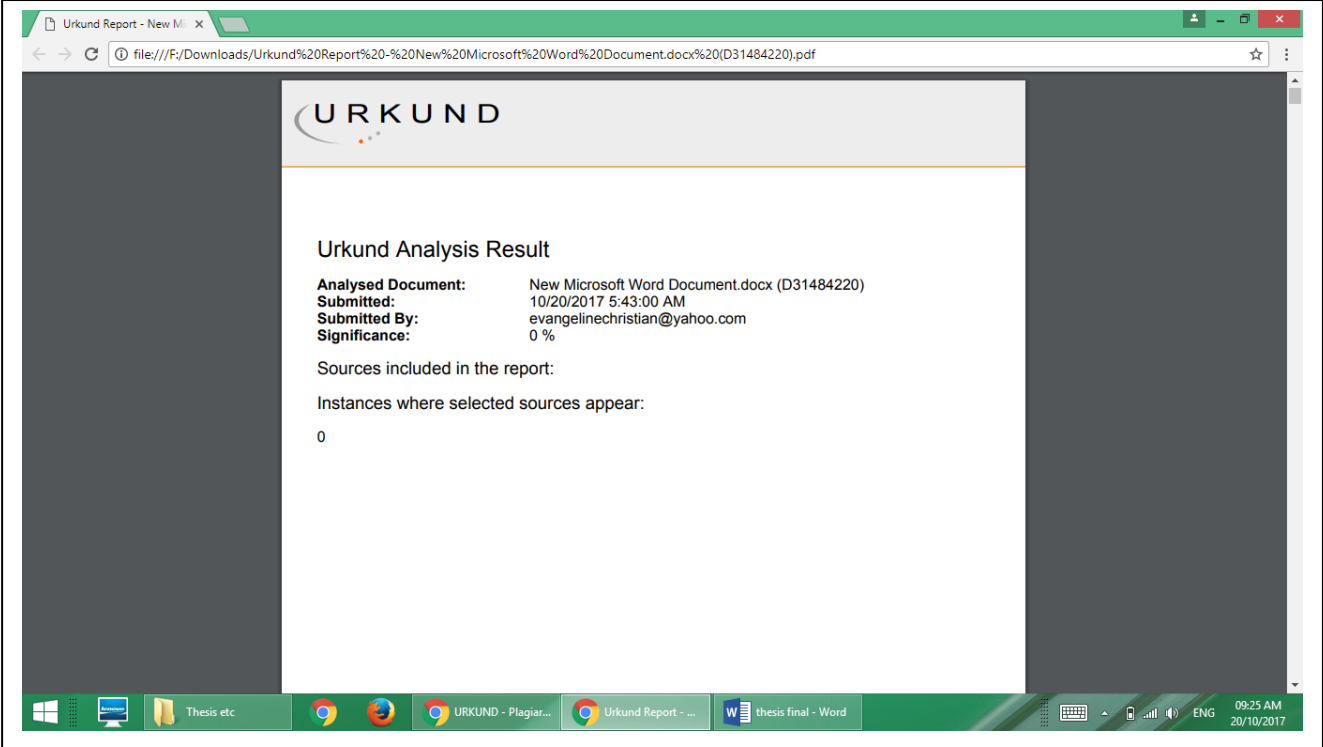 Urkund Report - New Mi
file:///F:/Downloads/Urkund%20Report%20-%20New%20Microsoft%20Word%20Document.docx%20(D31484220).pdf
URKUND
Urkund Analysis Result
Analysed Document: New Microsoft Word Document.docx (D31484220)
Submitted: 10/20/2017 5:43:00 AM
Submitted By: evangelinechristian@yahoo.com
Significance: 0 %
Sources included in the report:
Instances where selected sources appear:
0
Thesis etc URKUND - Plagiar... Urkund Report - ... thesis final - Word ENG 09:25 AM
20/10/2017